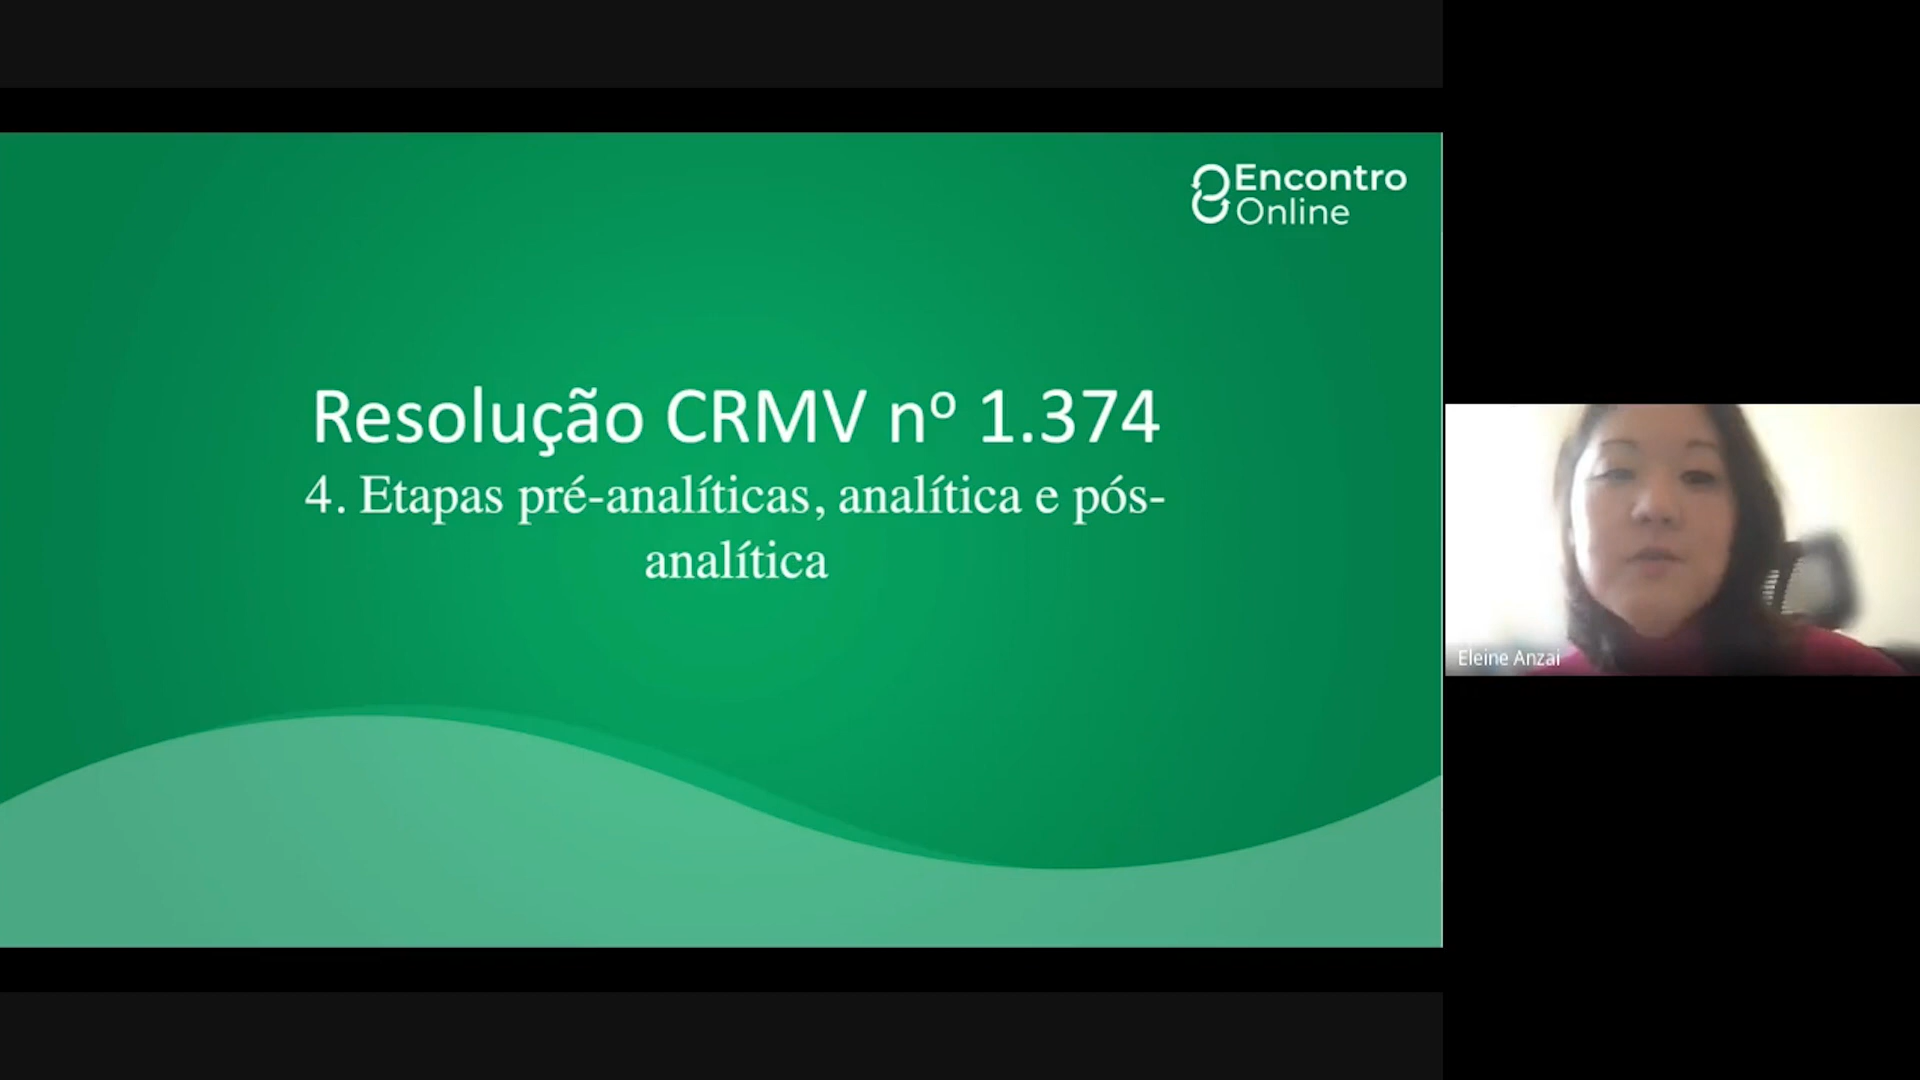 Encontro
Online
Resolução CRMV nº 1.374
4. Etapas pré-analíticas, analítica e pós-
analítica
Eleine Anzai